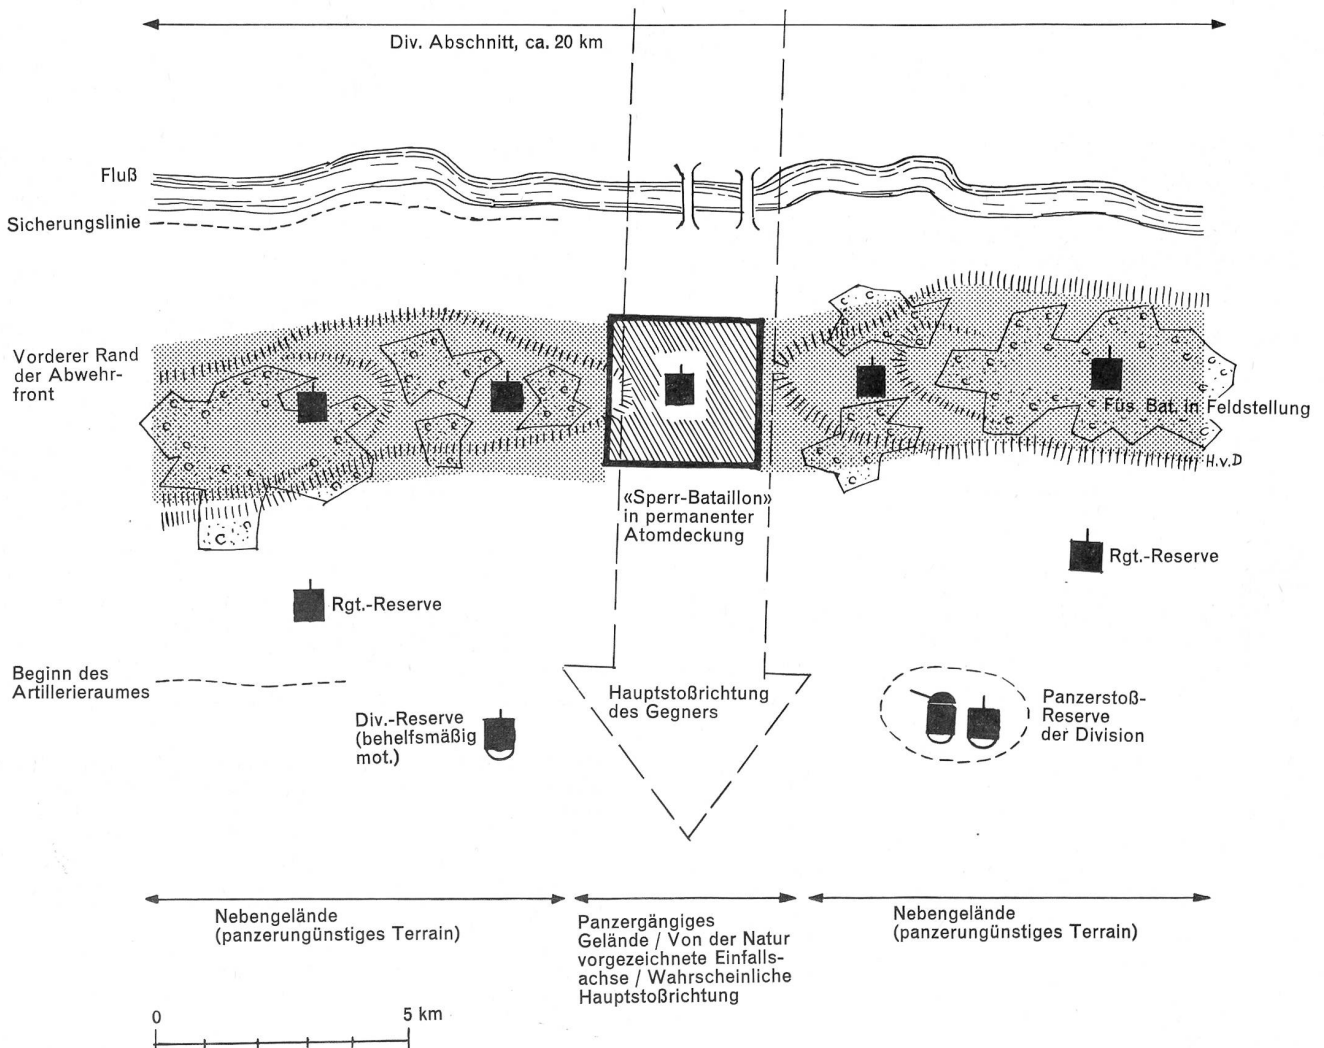 Div. Abschnitt, ca. 20 km
Fluß
Sicherungslinie
Vorderer Rand
der Abwehr-
front
Füs. Bat. in Feldstellung
H.v.D
«Sperr-Bataillon»
in permanenter
Atomdeckung
Rgt.-Reserve
Rgt.-Reserve
Beginn des
Artillerieraumes
Hauptstoßrichtung
des Gegners
Div.-Reserve
(behelfsmäßig
mot.)
Panzerstoß-
Reserve
der Division
Nebengelände
(panzerungünstiges Terrain)
Panzergängiges
Gelände / Von der Natur
vorgezeichnete Einfalls-
achse / Wahrscheinliche
Hauptstoßrichtung
Nebengelände
(panzerungünstiges Terrain)
0
5 km